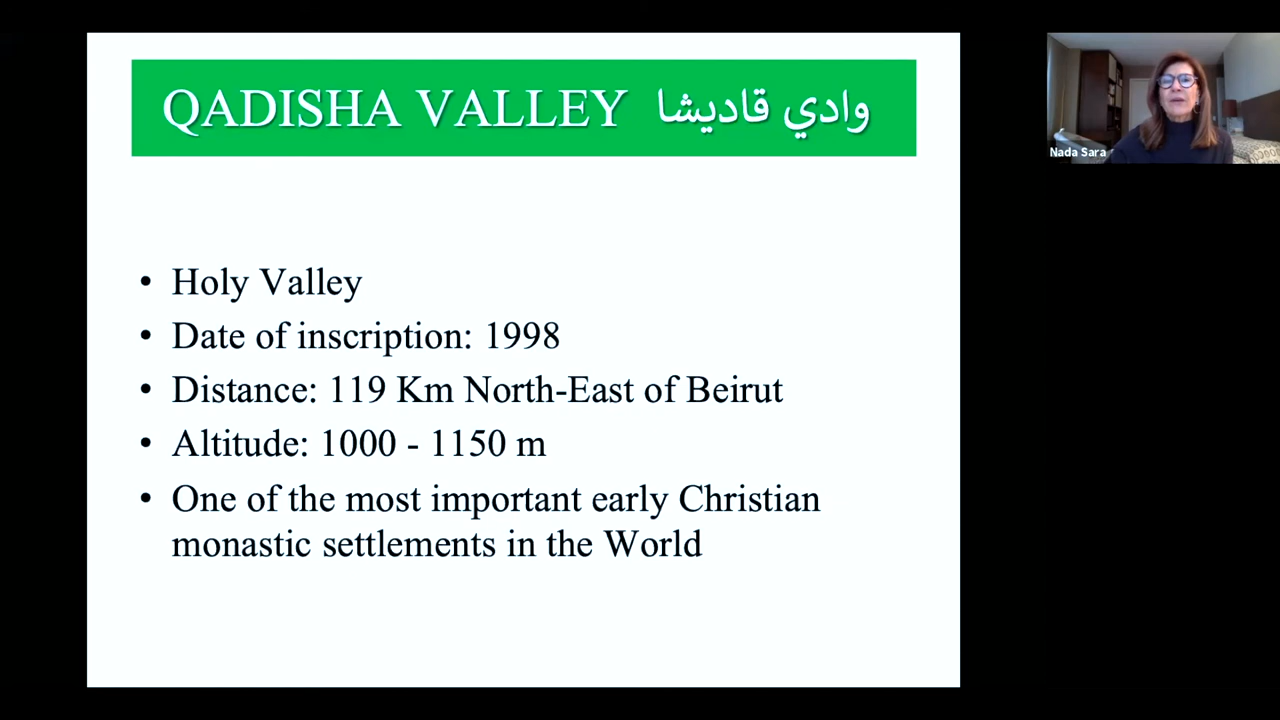 QADISHA VALLEY وادي قاديشا
Nada Sara
• Holy Valley
• Date of inscription: 1998
• Distance: 119 Km North-East of Beirut
• Altitude: 1000 - 1150 m
• One of the most important early Christian
monastic settlements in the World